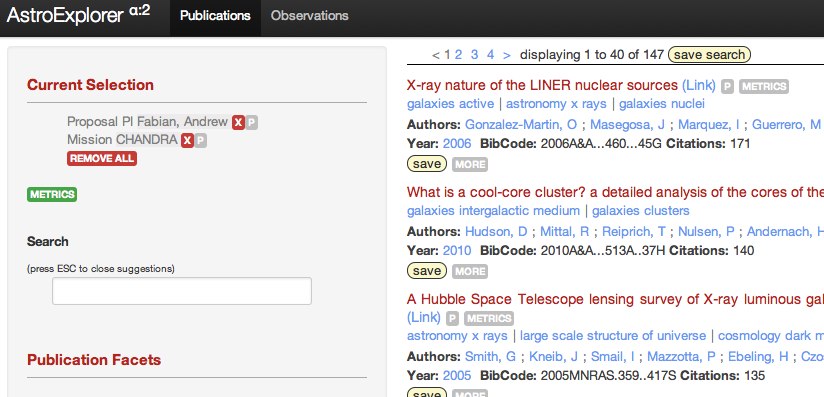 AstroExplorer α:2
Publications
Observations
Current Selection
Proposal PI Fabian, Andrew X P
Mission CHANDRA X P
REMOVE ALL
METRICS
Search
(press ESC to close suggestions)
Publication Facets
< 1 2 3 4 > displaying 1 to 40 of 147 save search
X-ray nature of the LINER nuclear sources (Link) P METRICS
galaxies active | astronomy x rays | galaxies nuclei
Authors: Gonzalez-Martin, O ; Masegosa, J ; Marquez, I ; Guerrero, M
Year: 2006 BibCode: 2006A&A...460...45G Citations: 171
save MORE
What is a cool-core cluster? a detailed analysis of the cores of the
galaxies intergalactic medium | galaxies clusters
Authors: Hudson, D ; Mittal, R ; Reiprich, T ; Nulsen, P ; Andernach, H
Year: 2010 BibCode: 2010A&A...513A..37H Citations: 140
save MORE
A Hubble Space Telescope lensing survey of X-ray luminous gal
(Link) P METRICS
astronomy x rays | large scale structure of universe | cosmology dark m
Authors: Smith, G ; Kneib, J ; Smail, I ; Mazzotta, P ; Ebeling, H ; Czo
Year: 2005 BibCode: 2005MNRAS.359..417S Citations: 135
save MORE